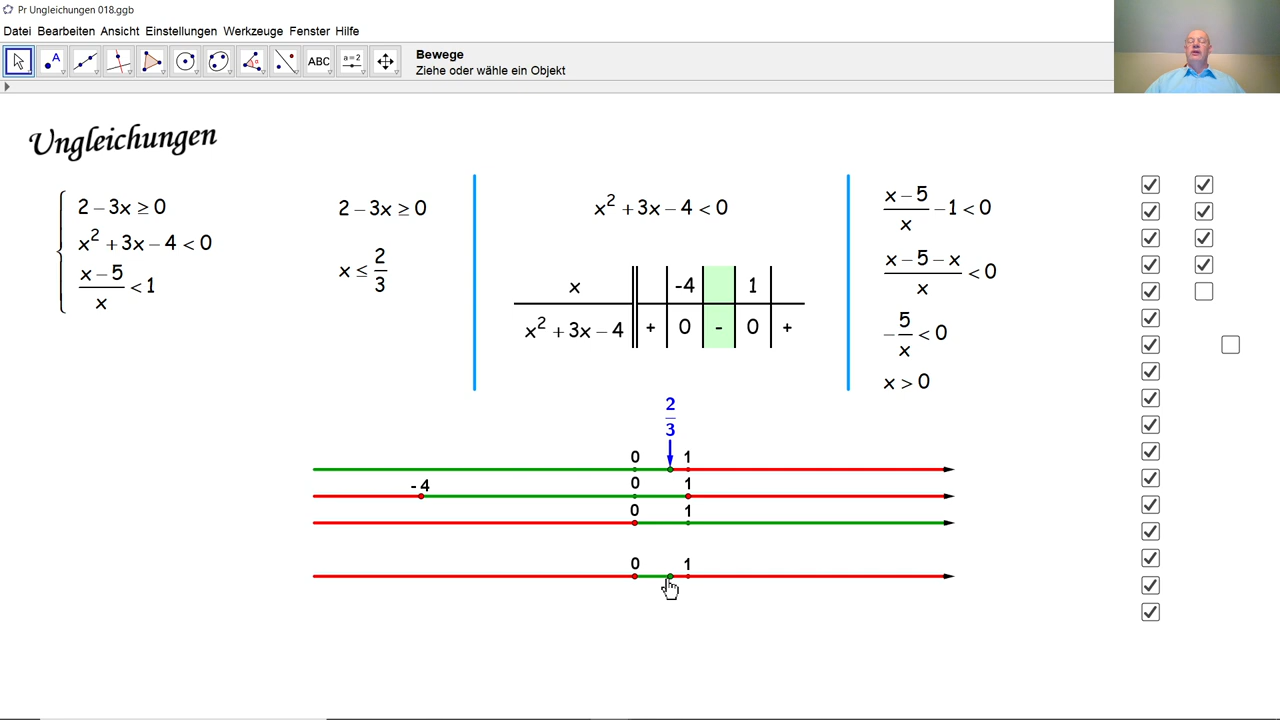 Pr Ungleichungen 018.ggb
Datei Bearbeiten Ansicht Einstellungen Werkzeuge Fenster Hilfe
A
ABC
a=2
Bewege
Ziehe oder wähle ein Objekt
Ungleichungen
2 – 3x ≥ 0
x² + 3x – 4 < 0
(x – 5)/x < 1
2 – 3x ≥ 0
x ≤ 2/3
x² + 3x – 4 < 0
x -4 1
x² + 3x – 4 + 0 - 0 +
(x – 5)/x – 1 < 0
(x – 5 – x)/x < 0
–5/x < 0
x > 0
2/3
0 1
-4 0 1
0 1
0 1